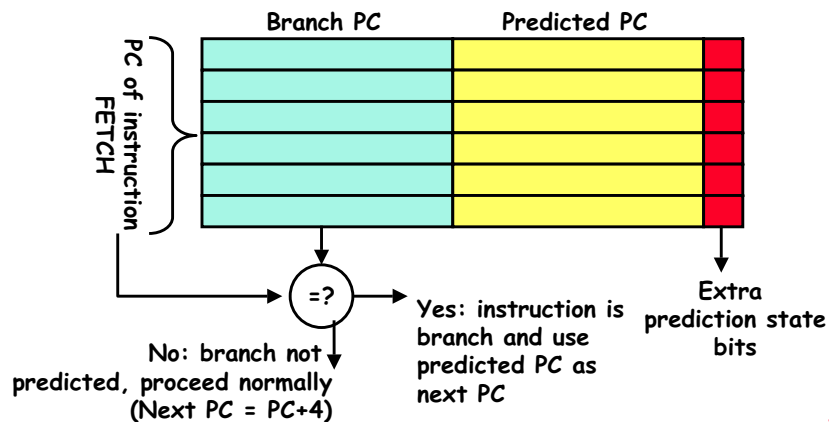 Branch PC
Predicted PC
PC of instruction
FETCH
=?
Yes: instruction is
branch and use
predicted PC as
next PC
Extra
prediction state
bits
No: branch not
predicted, proceed normally
(Next PC = PC+4)